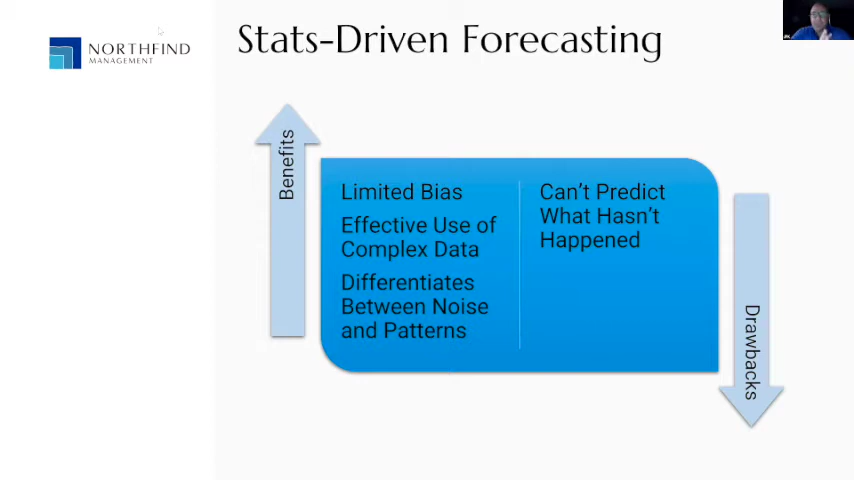 NORTHFIND
MANAGEMENT
Stats-Driven Forecasting
Benefits
Limited Bias
Effective Use of
Complex Data
Differentiates
Between Noise
and Patterns
Can't Predict
What Hasn't
Happened
Drawbacks